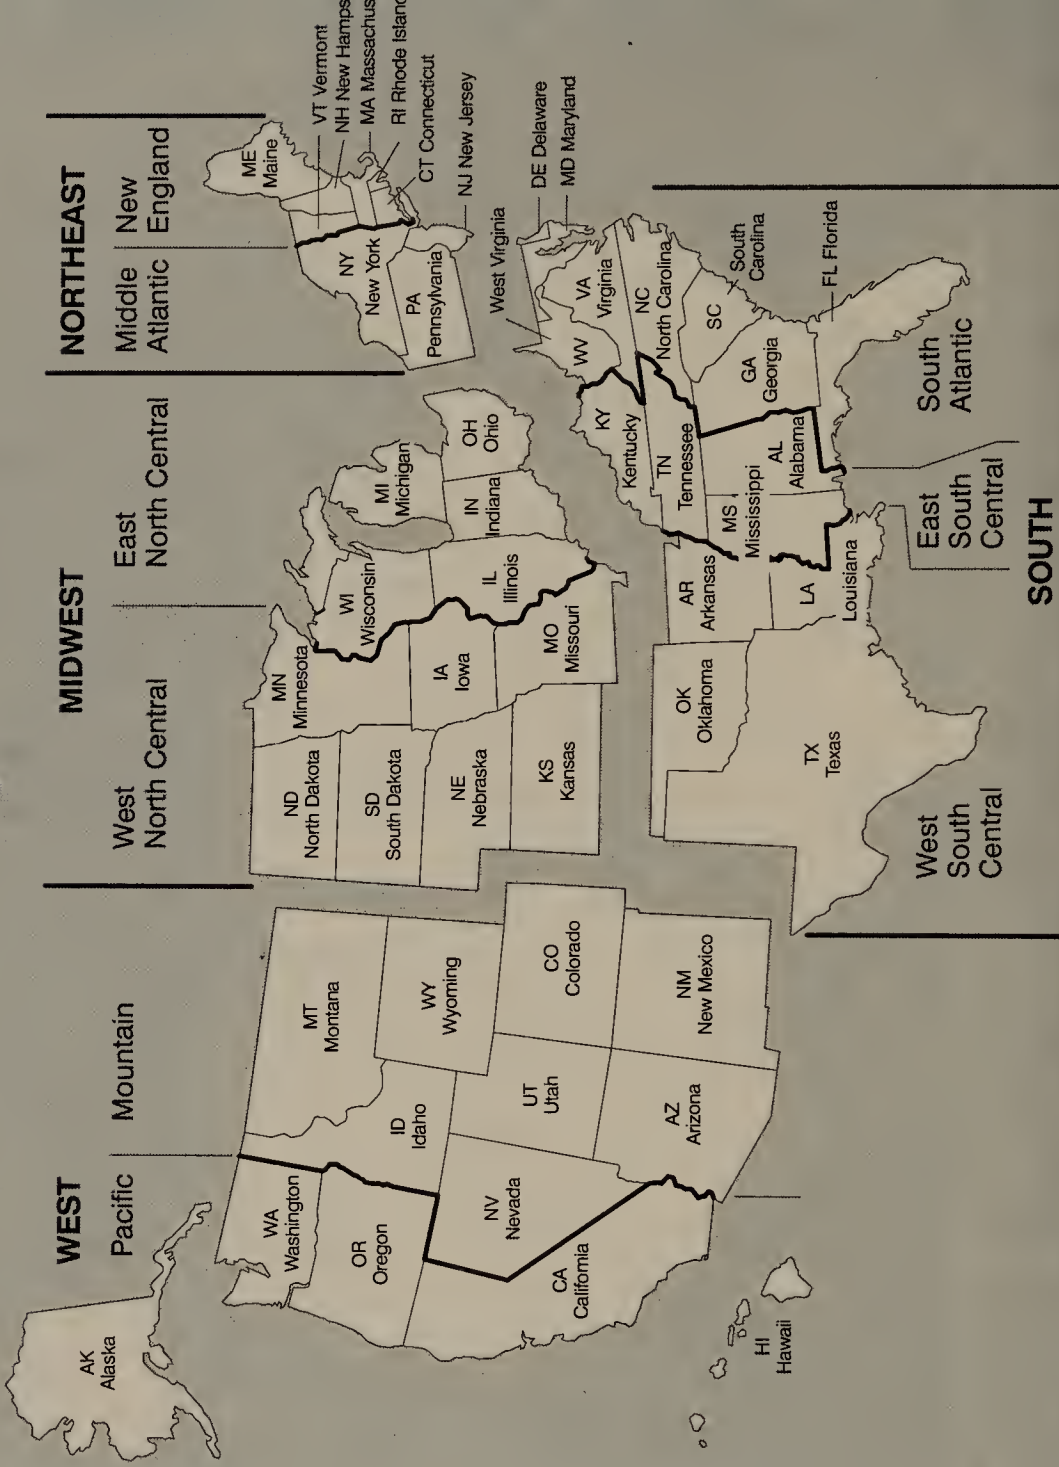 WEST
Pacific
Mountain
MIDWEST
West
North Central
East
North Central
NORTHEAST
Middle
Atlantic
New
England
AK
Alaska
WA
Washington
OR
Oregon
CA
California
HI
Hawaii
MT
Montana
ID
Idaho
WY
Wyoming
NV
Nevada
UT
Utah
CO
Colorado
AZ
Arizona
NM
New Mexico
ND
North Dakota
SD
South Dakota
NE
Nebraska
KS
Kansas
MN
Minnesota
IA
Iowa
MO
Missouri
WI
Wisconsin
IL
Illinois
MI
Michigan
IN
Indiana
OH
Ohio
ME
Maine
VT Vermont
NH New Hamps
MA Massachus
RI Rhode Islan
CT Connecticut
NJ New Jersey
NY
New York
PA
Pennsylvania
DE Delaware
MD Maryland
West Virginia
WV
VA
Virginia
NC
North Carolina
SC
South
Carolina
GA
Georgia
FL Florida
KY
Kentucky
TN
Tennessee
MS
Mississippi
AL
Alabama
AR
Arkansas
LA
Louisiana
OK
Oklahoma
TX
Texas
West
South
Central
East
South
Central
South
Atlantic
SOUTH